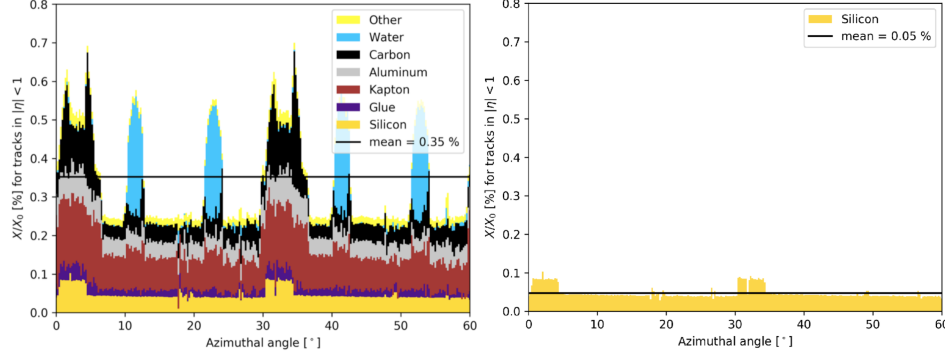 X/X₀ [%] for tracks in |η| < 1
0.8
0.7
0.6
0.5
0.4
0.3
0.2
0.1
0.0
Other
Water
Carbon
Aluminum
Kapton
Glue
Silicon
mean = 0.35 %
0 10 20 30 40 50 60
Azimuthal angle [°]
X/X₀ [%] for tracks in |η| < 1
0.8
0.7
0.6
0.5
0.4
0.3
0.2
0.1
0.0
Silicon
mean = 0.05 %
0 10 20 30 40 50 60
Azimuthal angle [°]